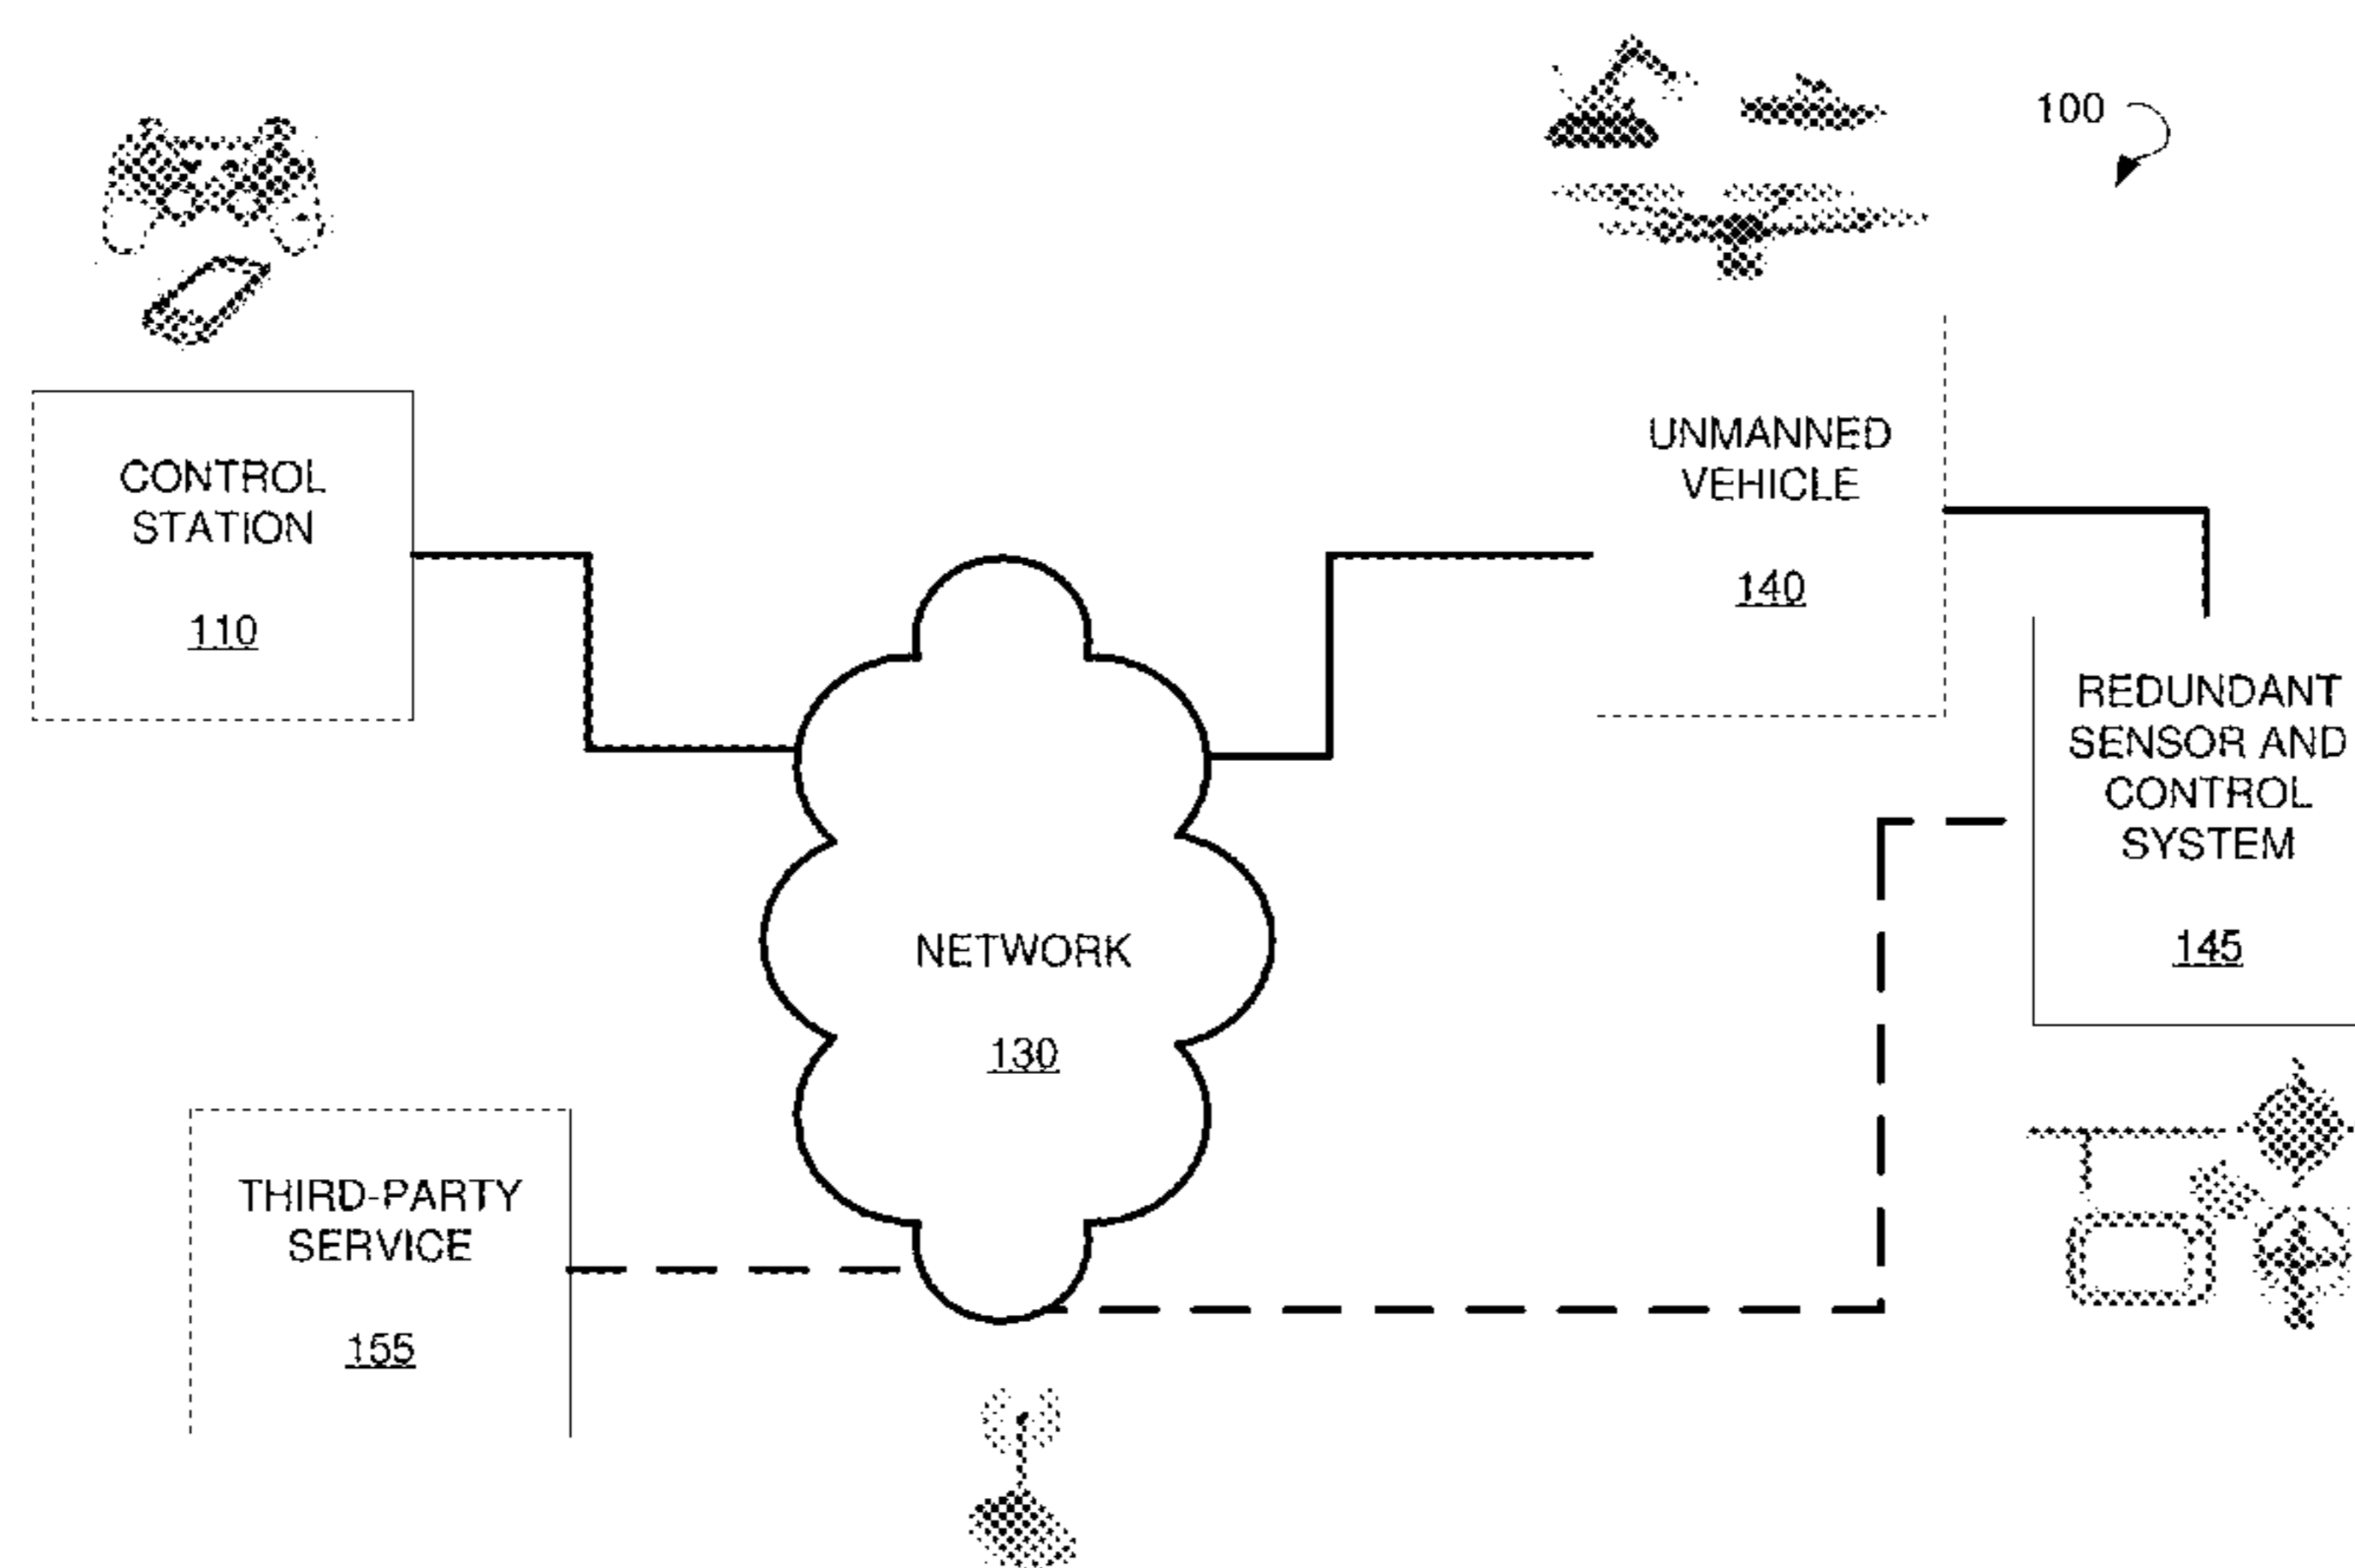 100
CONTROL
STATION
110
UNMANNED
VEHICLE
140
REDUNDANT
SENSOR AND
CONTROL
SYSTEM
145
NETWORK
130
THIRD-PARTY
SERVICE
155